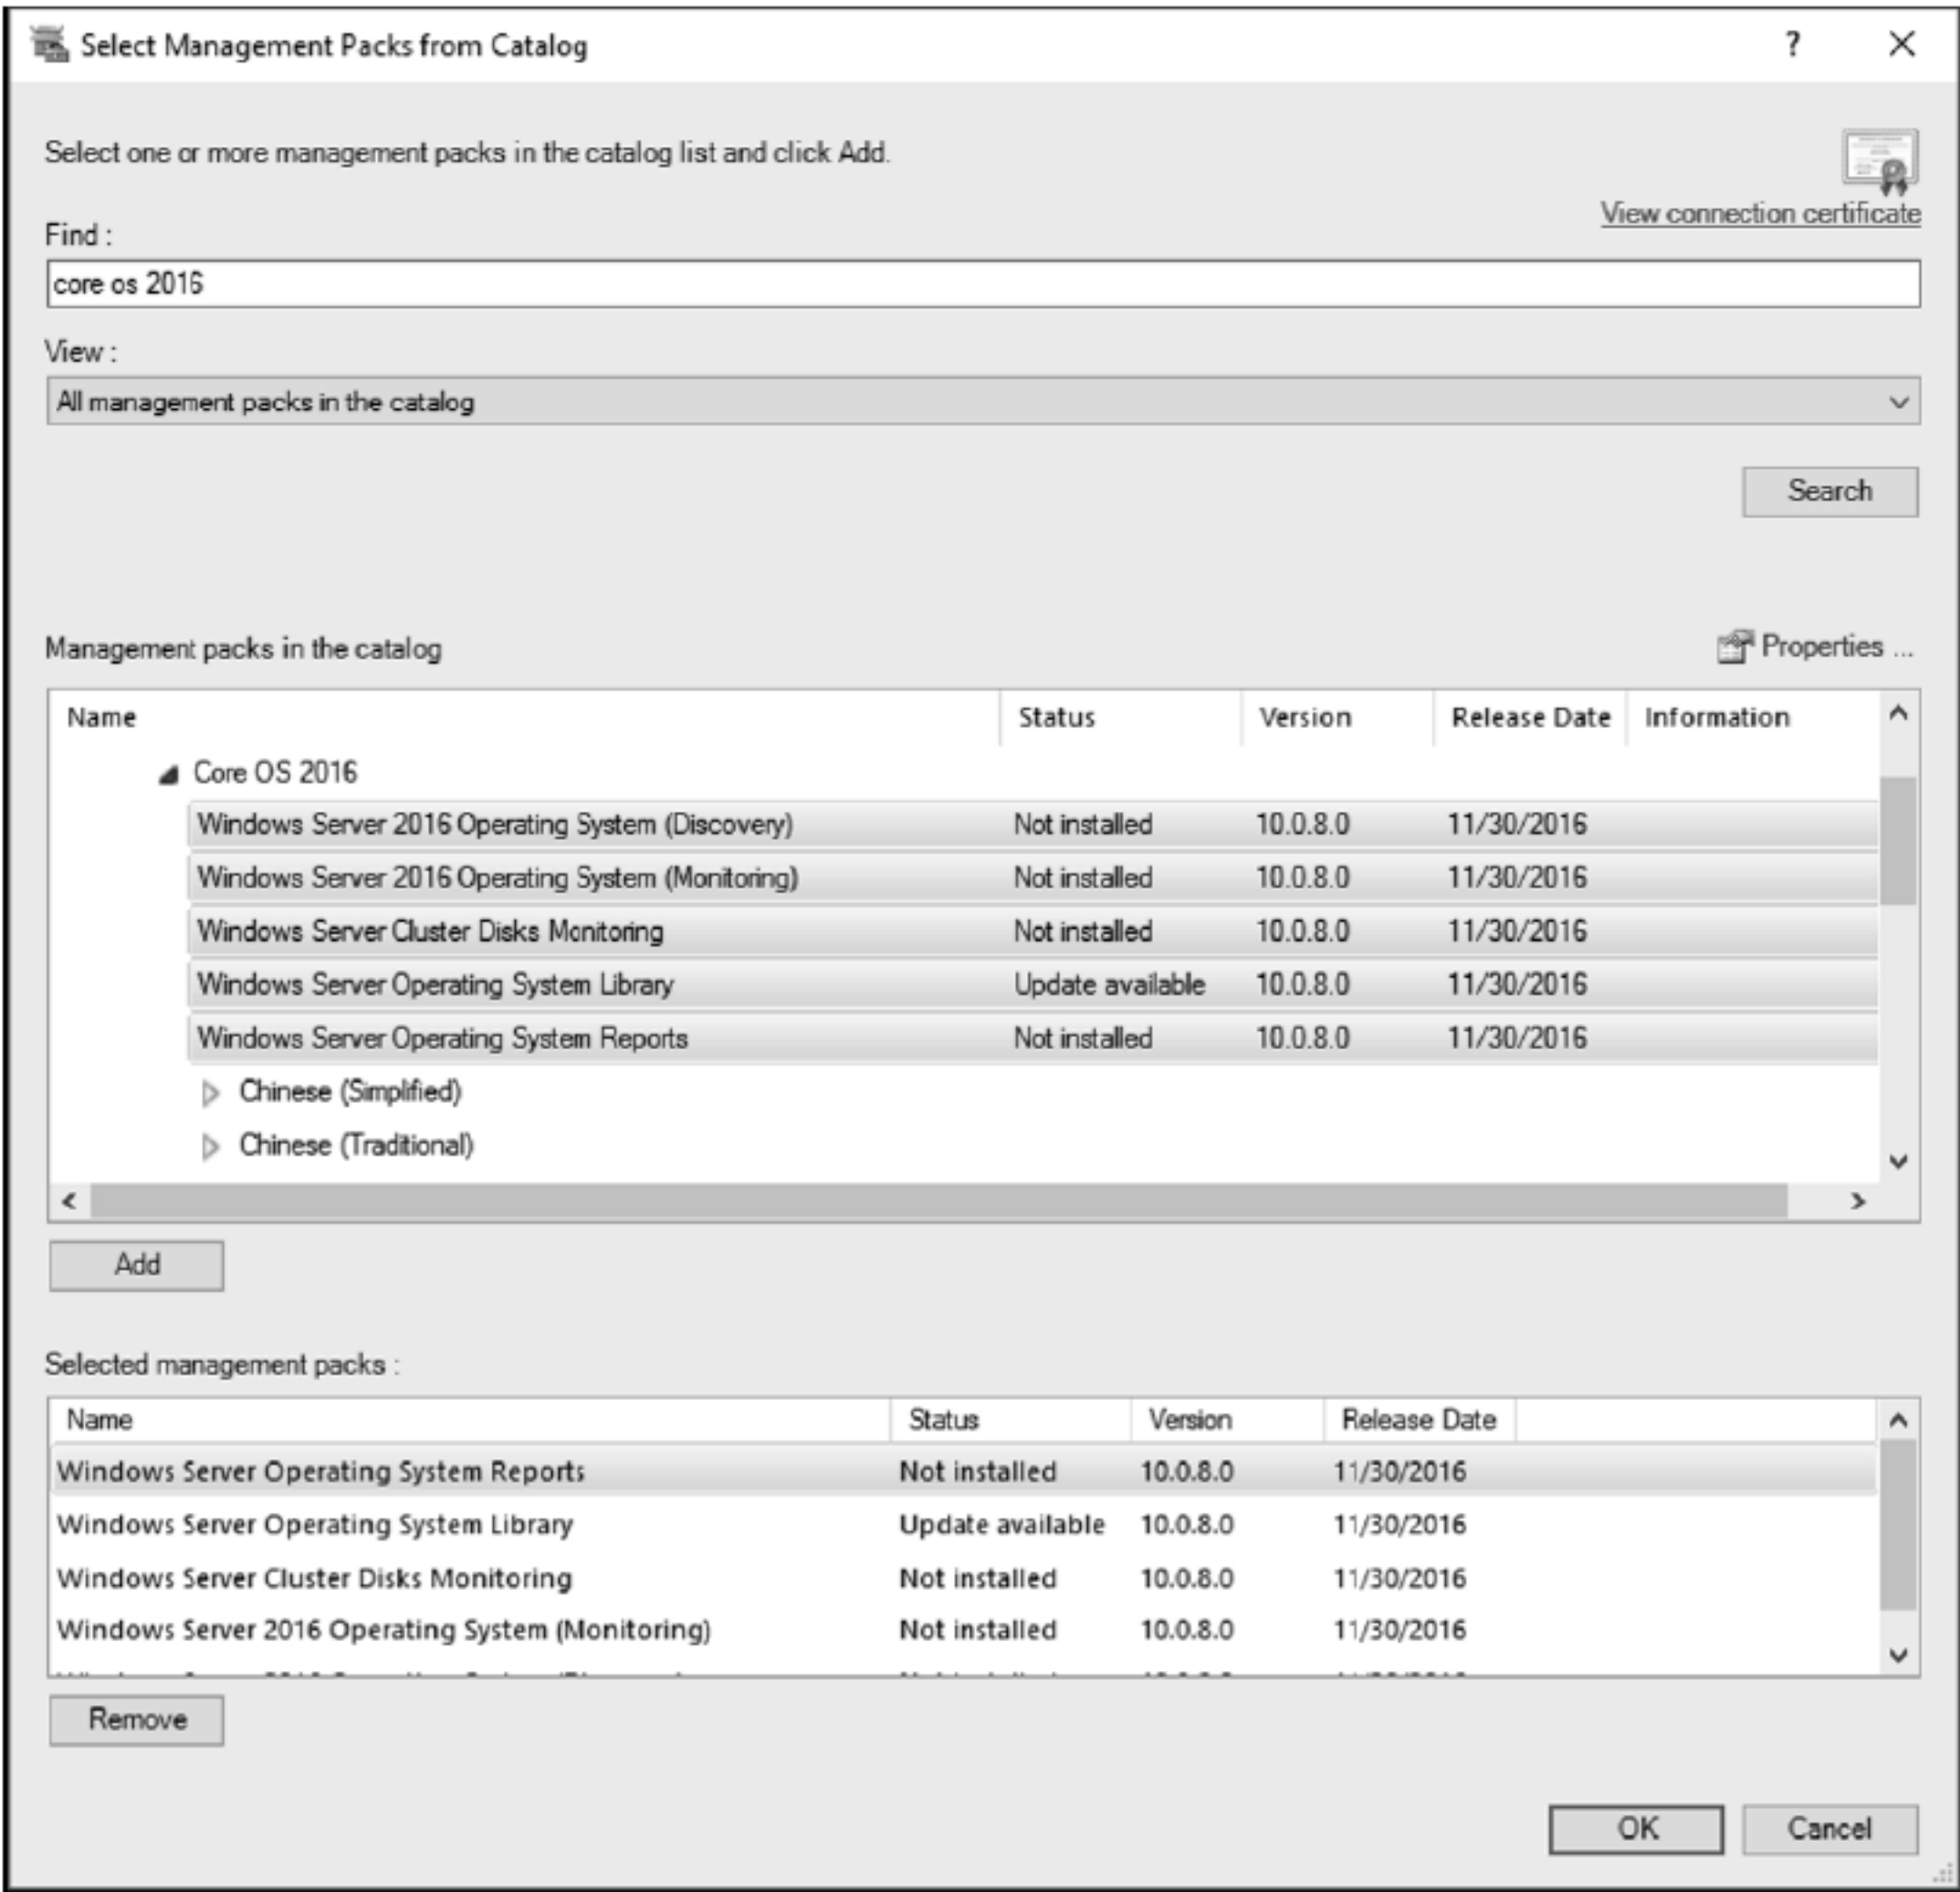 Select Management Packs from Catalog ?
Select one or more management packs in the catalog list and click Add.
View connection certificate
Find :
core os 2016
View :
All management packs in the catalog
Search
Management packs in the catalog Properties ...
Name Status Version Release Date Information
Core OS 2016
Windows Server 2016 Operating System (Discovery) Not installed 10.0.8.0 11/30/2016
Windows Server 2016 Operating System (Monitoring) Not installed 10.0.8.0 11/30/2016
Windows Server Cluster Disks Monitoring Not installed 10.0.8.0 11/30/2016
Windows Server Operating System Library Update available 10.0.8.0 11/30/2016
Windows Server Operating System Reports Not installed 10.0.8.0 11/30/2016
Chinese (Simplified)
Chinese (Traditional)
Add
Selected management packs :
Name Status Version Release Date
Windows Server Operating System Reports Not installed 10.0.8.0 11/30/2016
Windows Server Operating System Library Update available 10.0.8.0 11/30/2016
Windows Server Cluster Disks Monitoring Not installed 10.0.8.0 11/30/2016
Windows Server 2016 Operating System (Monitoring) Not installed 10.0.8.0 11/30/2016
Remove
OK Cancel